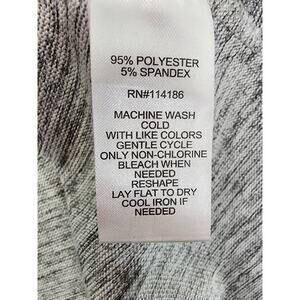 95% POLYESTER
5% SPANDEX
RN#114186
MACHINE WASH
COLD
WITH LIKE COLORS
GENTLE CYCLE
ONLY NON-CHLORINE
BLEACH WHEN
NEEDED
RESHAPE
LAY FLAT TO DRY
COOL IRON IF
NEEDED